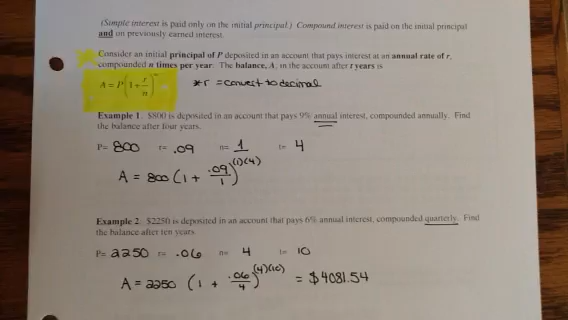 (Simple interest is paid only on the initial principal.) Compound interest is paid on the initial principal
and on previously earned interest.
Consider an initial principal of P deposited in an account that pays interest at an annual rate of r,
compounded n times per year. The balance, A, in the account after t years is
A = P(1 + r/n) *r = convert to decimal
Example 1. $800 is deposited in an account that pays 9% annual interest, compounded annually. Find
the balance after four years.
P= 800 r= .09 n= 1 t= 4
A = 800 (1 + .09/1)^(1)(4)
Example 2. $2250 is deposited in an account that pays 6% annual interest, compounded quarterly. Find
the balance after ten years.
P= 2250 r= .06 n= 4 t= 10
A = 2250 (1 + .06/4)^(4)(10) = $4081.54